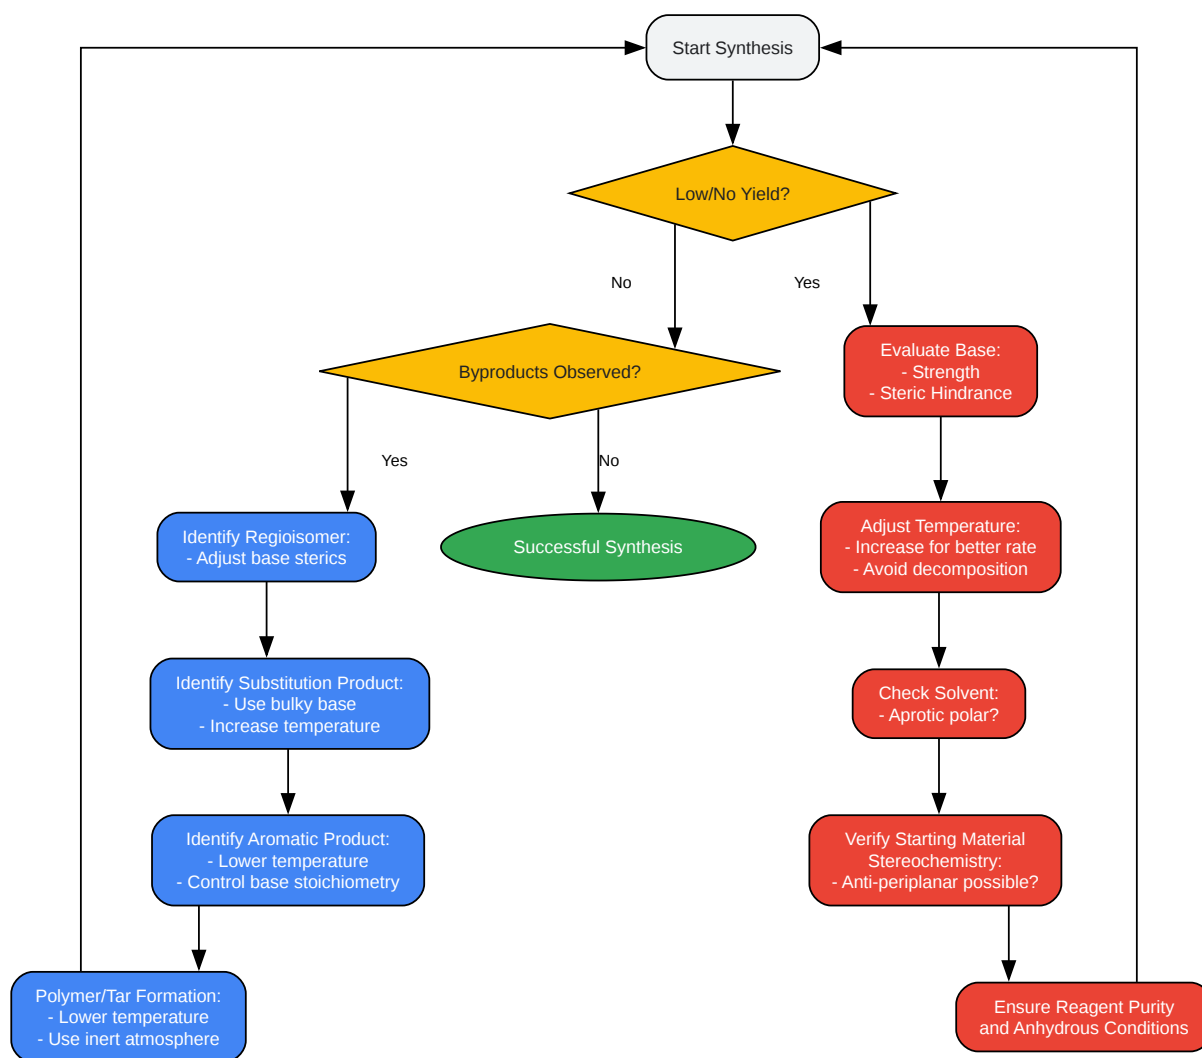 Start Synthesis
Low/No Yield?
No
Yes
Byproducts Observed?
Evaluate Base:
- Strength
- Steric Hindrance
Yes
No
Identify Regioisomer:
- Adjust base sterics
Successful Synthesis
Adjust Temperature:
- Increase for better rate
- Avoid decomposition
Identify Substitution Product:
- Use bulky base
- Increase temperature
Check Solvent:
- Aprotic polar?
Identify Aromatic Product:
- Lower temperature
- Control base stoichiometry
Verify Starting Material
Stereochemistry:
- Anti-periplanar possible?
Polymer/Tar Formation:
- Lower temperature
- Use inert atmosphere
Ensure Reagent Purity
and Anhydrous Conditions